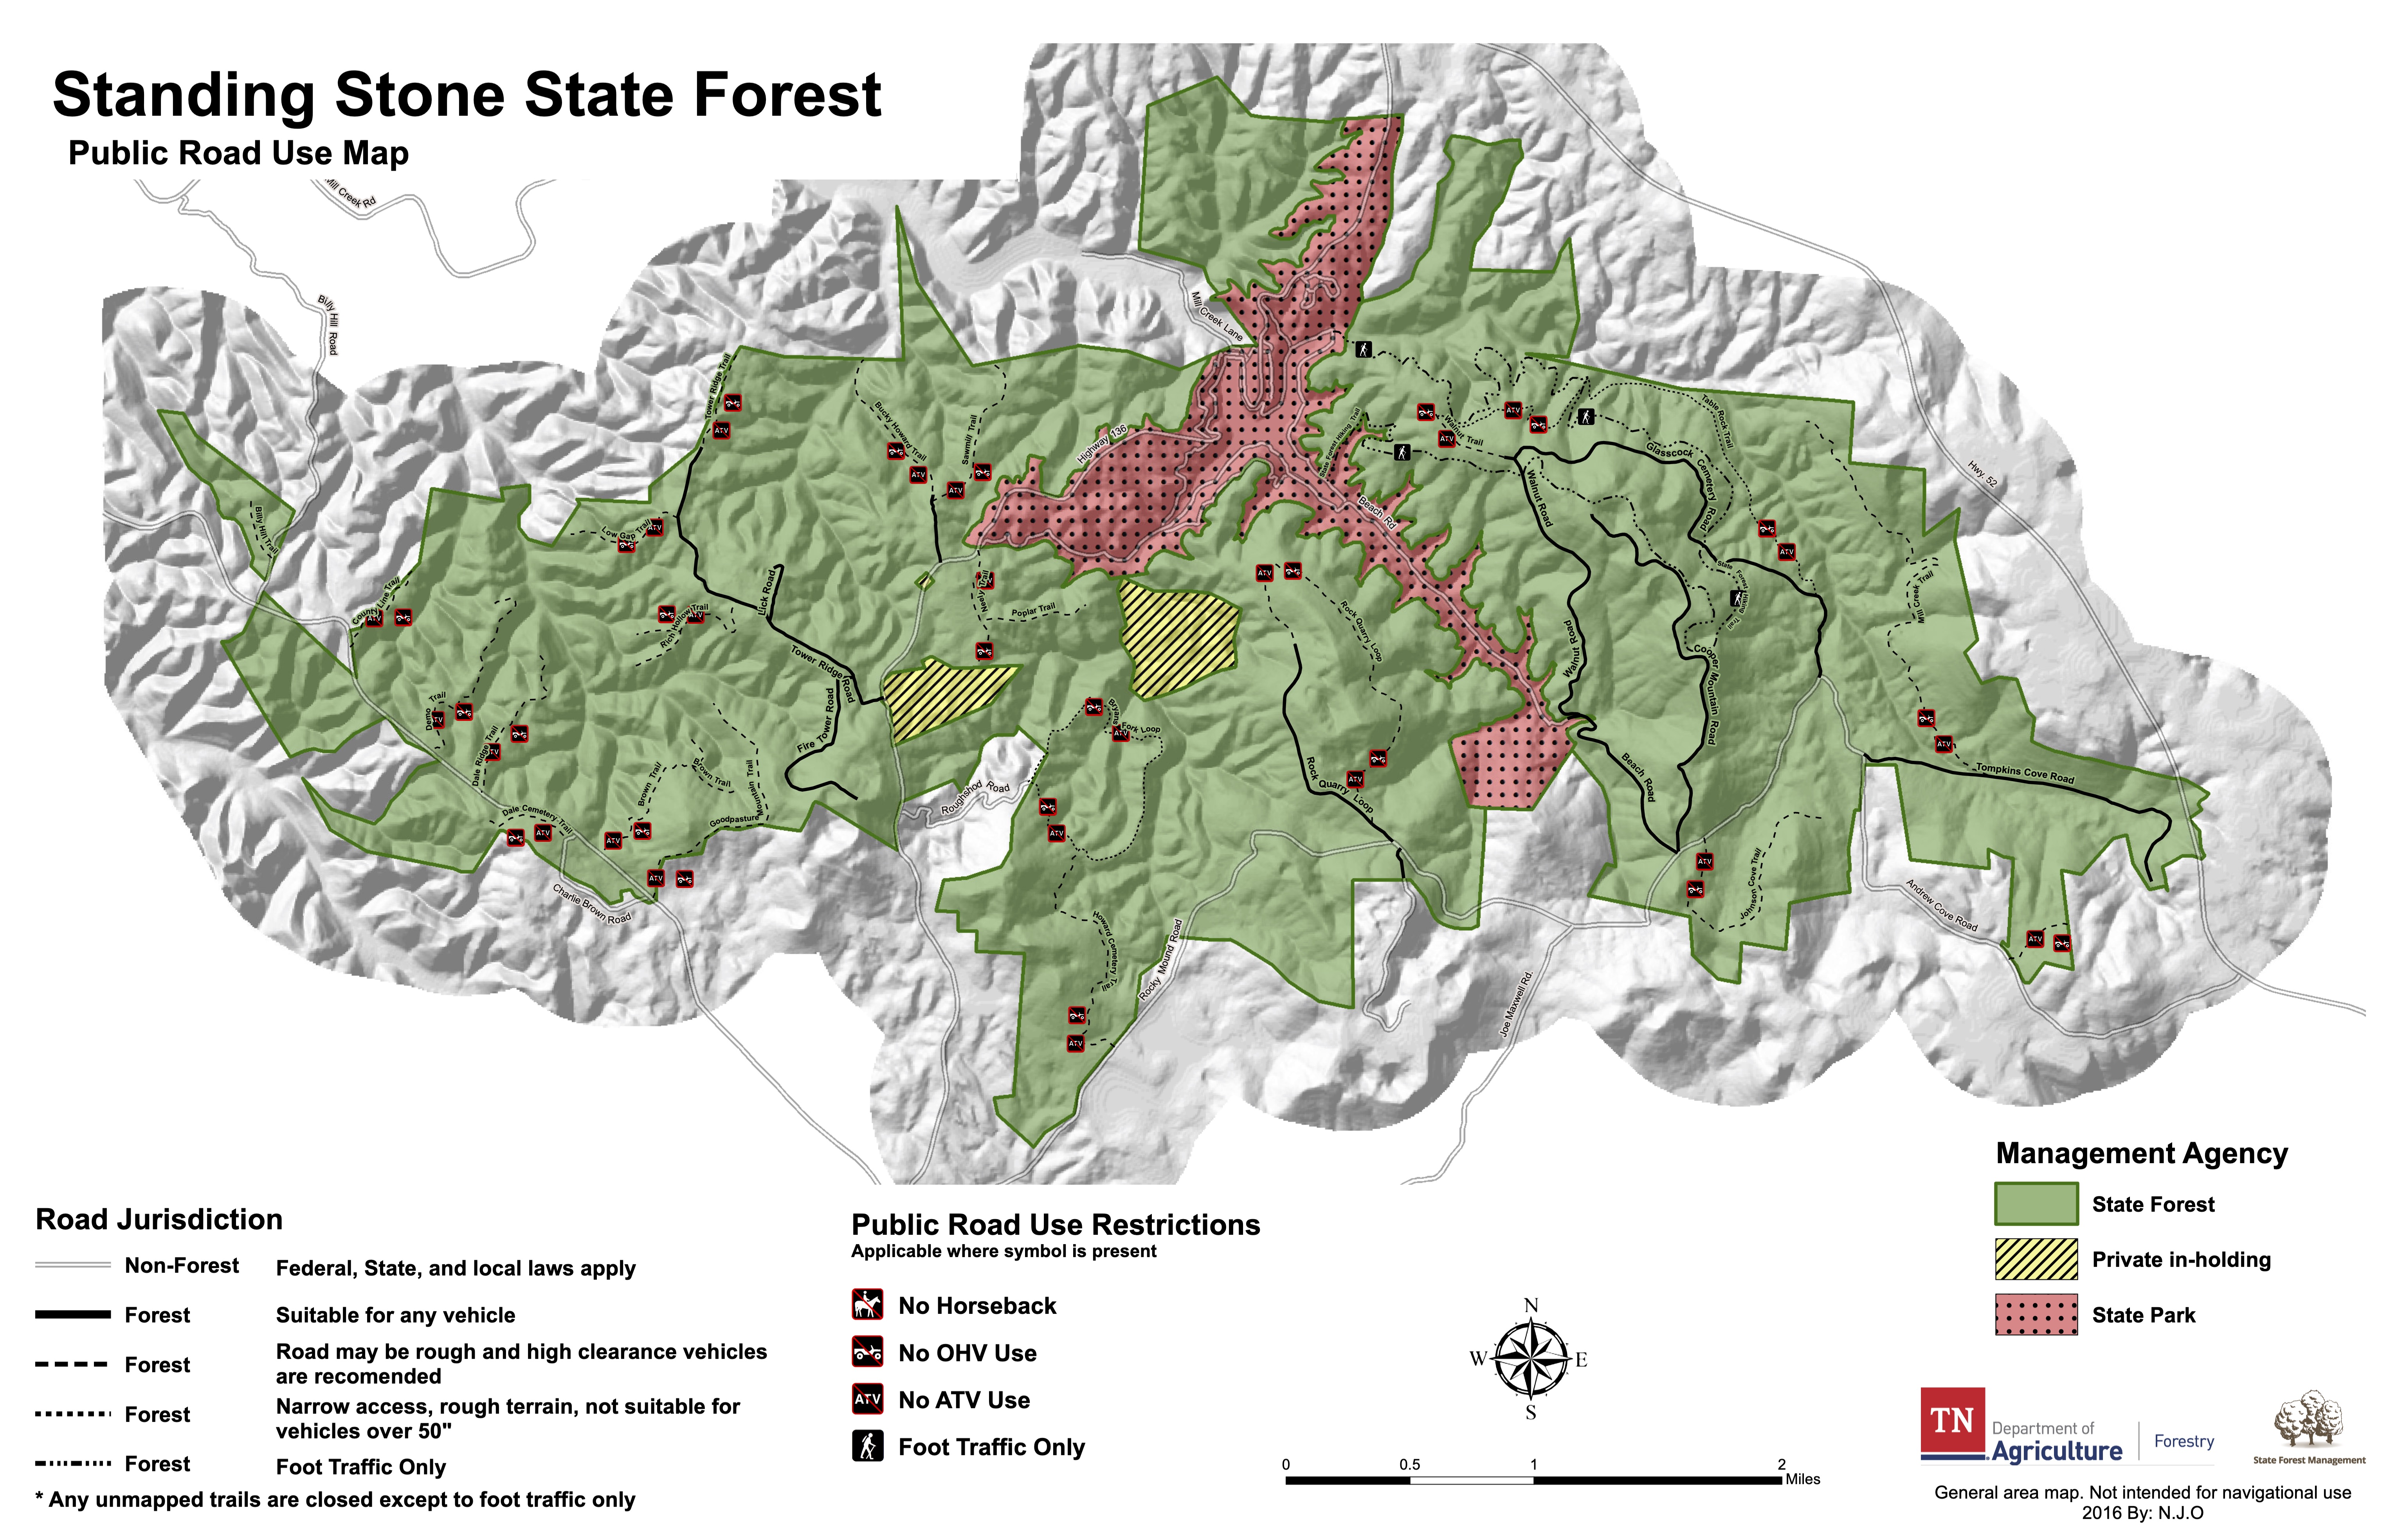 Standing Stone State Forest
Public Road Use Map
Mill Creek Rd
Billy Hill Road
Hwy. 52
Mill Creek Lane
Highway 136
Tower Ridge Trail
Bucky Howard Trail
Sawmill Trail
State Forest Hiking Trail
Walnut Trail
Table Rock Trail
Glasscock Cemetery Road
Beach Rd
Walnut Road
Billy Hill Trail
Low Gap Trail
ATV
County Line Trail
Lick Road
Rich Hollow Trail
Neely Trail
Poplar Trail
Rock Quarry Loop
Walnut Road
State Forest Hiking Trail
Mill Creek Trail
Tower Ridge Road
Fire Tower Road
Demo Trail
Dale Ridge Trail
Bryans Fork Loop
Cooper Mountain Road
Brown Trail
Brown Trail
Goodpasture Mountain Trail
Dale Cemetery Trail
Roughshod Road
Rock Quarry Loop
Beach Road
Tompkins Cove Road
Charlie Brown Road
Howard Cemetery Trail
Rocky Mound Road
Johnson Cove Trail
Andrew Cove Road
Joe Maxwell Rd.
Road Jurisdiction
Non-Forest Federal, State, and local laws apply
Forest Suitable for any vehicle
Forest Road may be rough and high clearance vehicles
are recomended
Forest Narrow access, rough terrain, not suitable for
vehicles over 50"
Forest Foot Traffic Only
* Any unmapped trails are closed except to foot traffic only
Public Road Use Restrictions
Applicable where symbol is present
No Horseback
No OHV Use
ATV No ATV Use
Foot Traffic Only
N
W E
S
0 0.5 1 2
Miles
Management Agency
State Forest
Private in-holding
State Park
TN Department of
Agriculture Forestry
State Forest Management
General area map. Not intended for navigational use
2016 By: N.J.O